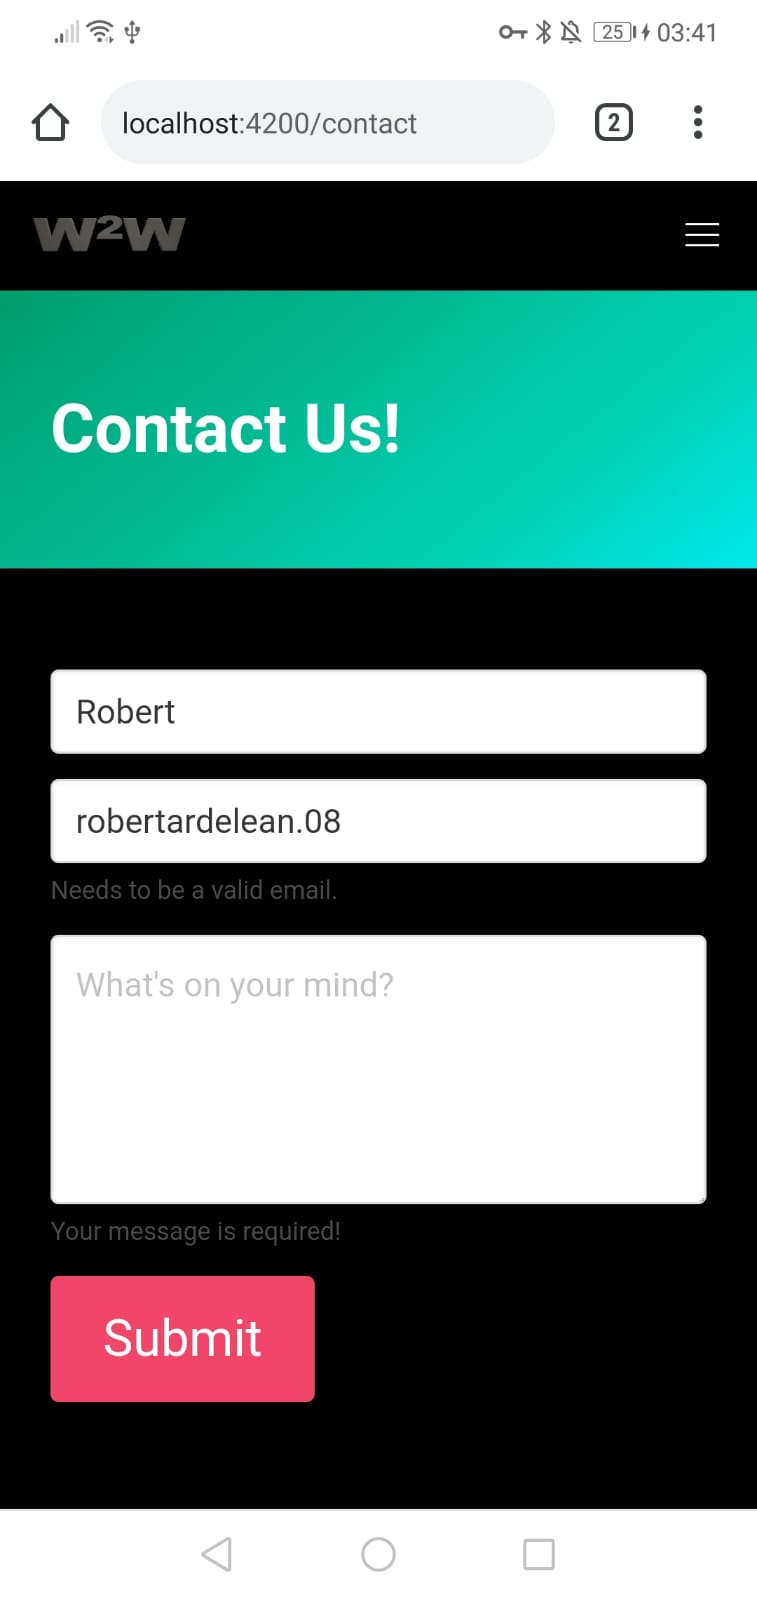 25 03:41
localhost:4200/contact 2
W2W
Contact Us!
Robert
robertardelean.08
Needs to be a valid email.
What's on your mind?
Your message is required!
Submit